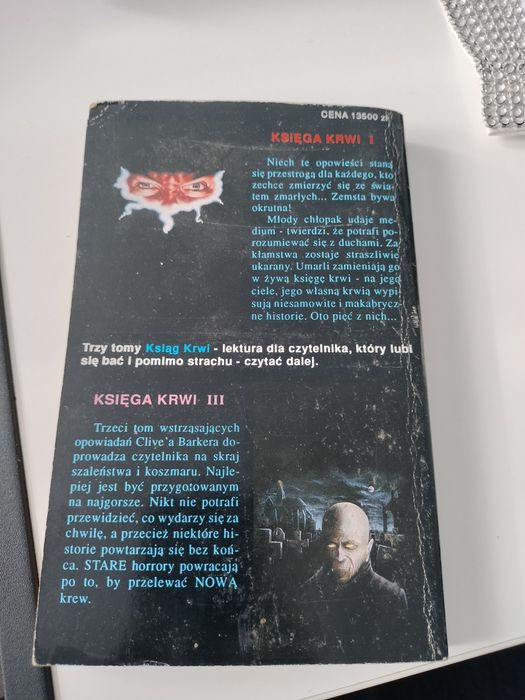 CENA 13500 zł
KSIĘGA KRWI I
Niech te opowieści staną
się przestrogą dla każdego, kto
zechce zmierzyć się ze świa-
tem zmarłych... Zemsta bywa
okrutna!
Młody chłopak udaje me-
dium - twierdzi, że potrafi po-
rozumiewać się z duchami. Za
kłamstwa zostaje straszliwie
ukarany. Umarli zamieniają go
w żywą księgę krwi - na jego
ciele, jego własną krwią wypi-
sują niesamowite i makabrycz-
ne historie. Oto pięć z nich...
Trzy tomy Ksiąg Krwi - lektura dla czytelnika, który lubi
się bać i pomimo strachu - czytać dalej.
KSIĘGA KRWI III
Trzeci tom wstrząsających
opowiadań Clive'a Barkera do-
prowadza czytelnika na skraj
szaleństwa i koszmaru. Najle-
piej jest być przygotowanym
na najgorsze. Nikt nie potrafi
przewidzieć, co wydarzy się za
chwilę, a przecież niektóre hi-
storie powtarzają się bez koń-
ca. STARE horrory powracają
po to, by przelewać NOWĄ
krew.